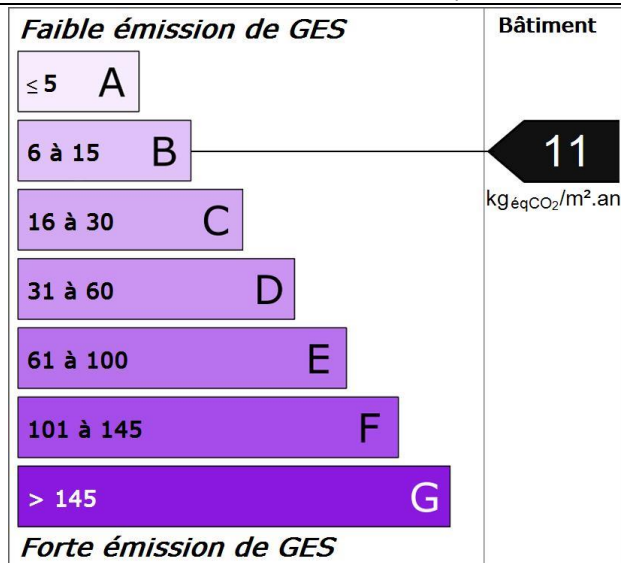 Faible émission de GES
Bâtiment
≤ 5 A
6 à 15 B
11
kgéqCO₂/m².an
16 à 30 C
31 à 60 D
61 à 100 E
101 à 145 F
> 145 G
Forte émission de GES